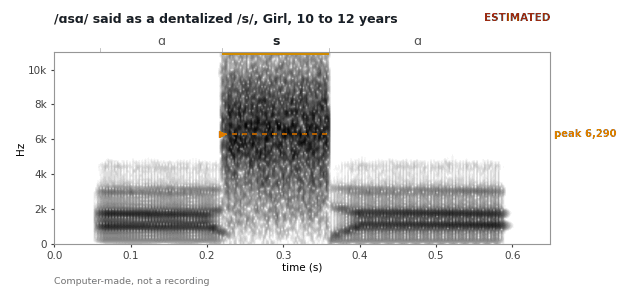 /ɑsɑ/ said as a dentalized /s/, Girl, 10 to 12 years
ESTIMATED
ɑ s ɑ
10k
8k
6k
4k
2k
0
Hz
peak 6,290
0.0 0.1 0.2 0.3 0.4 0.5 0.6
time (s)
Computer-made, not a recording